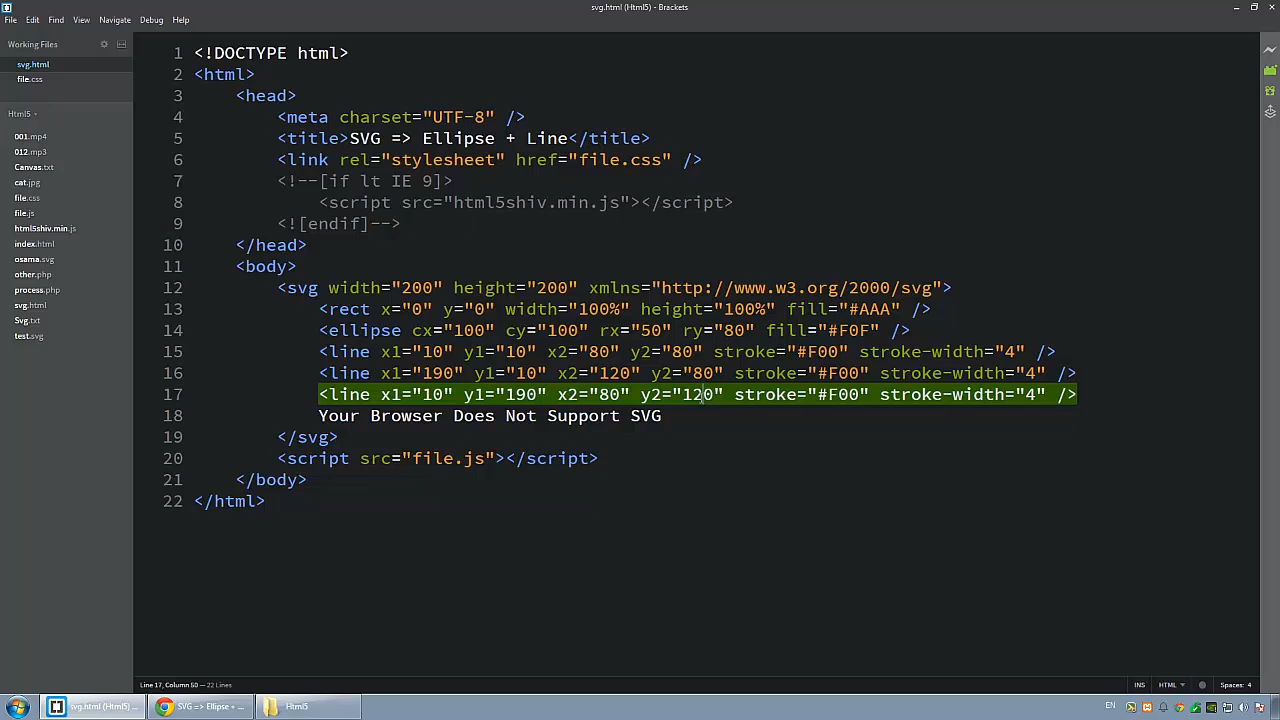 svg.html (Html5) - Brackets
File Edit Find View Navigate Debug Help
Working Files
svg.html
file.css
Html5
001.mp4
012.mp3
Canvas.txt
cat.jpg
file.css
file.js
html5shiv.min.js
index.html
osama.svg
other.php
process.php
svg.html
Svg.txt
test.svg
1 <!DOCTYPE html>
2 <html>
3 <head>
4 <meta charset="UTF-8" />
5 <title>SVG => Ellipse + Line</title>
6 <link rel="stylesheet" href="file.css" />
7 <!--[if lt IE 9]>
8 <script src="html5shiv.min.js"></script>
9 <![endif]-->
10 </head>
11 <body>
12 <svg width="200" height="200" xmlns="http://www.w3.org/2000/svg">
13 <rect x="0" y="0" width="100%" height="100%" fill="#AAA" />
14 <ellipse cx="100" cy="100" rx="50" ry="80" fill="#F0F" />
15 <line x1="10" y1="10" x2="80" y2="80" stroke="#F00" stroke-width="4" />
16 <line x1="190" y1="10" x2="120" y2="80" stroke="#F00" stroke-width="4" />
17 <line x1="10" y1="190" x2="80" y2="120" stroke="#F00" stroke-width="4" />
18 Your Browser Does Not Support SVG
19 </svg>
20 <script src="file.js"></script>
21 </body>
22 </html>
Line 17, Column 50 — 22 Lines
INS HTML Spaces: 4
svg.html (Html5) ...
SVG => Ellipse + ...
Html5
EN